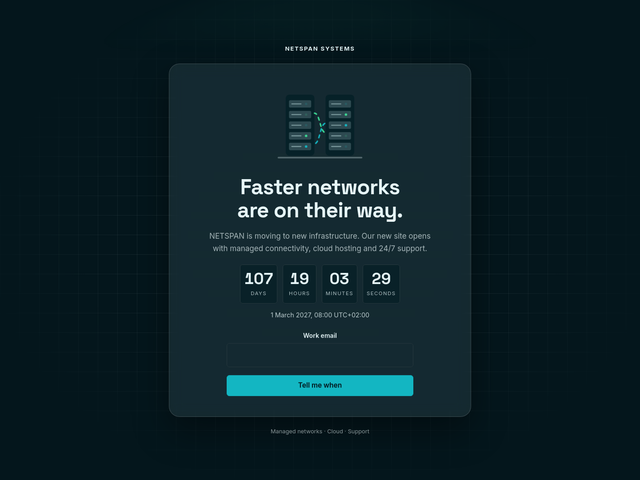 NETSPAN SYSTEMS
Faster networks
are on their way.
NETSPAN is moving to new infrastructure. Our new site opens
with managed connectivity, cloud hosting and 24/7 support.
107 19 03 29
DAYS HOURS MINUTES SECONDS
1 March 2027, 08:00 UTC+02:00
Work email
Tell me when
Managed networks · Cloud · Support